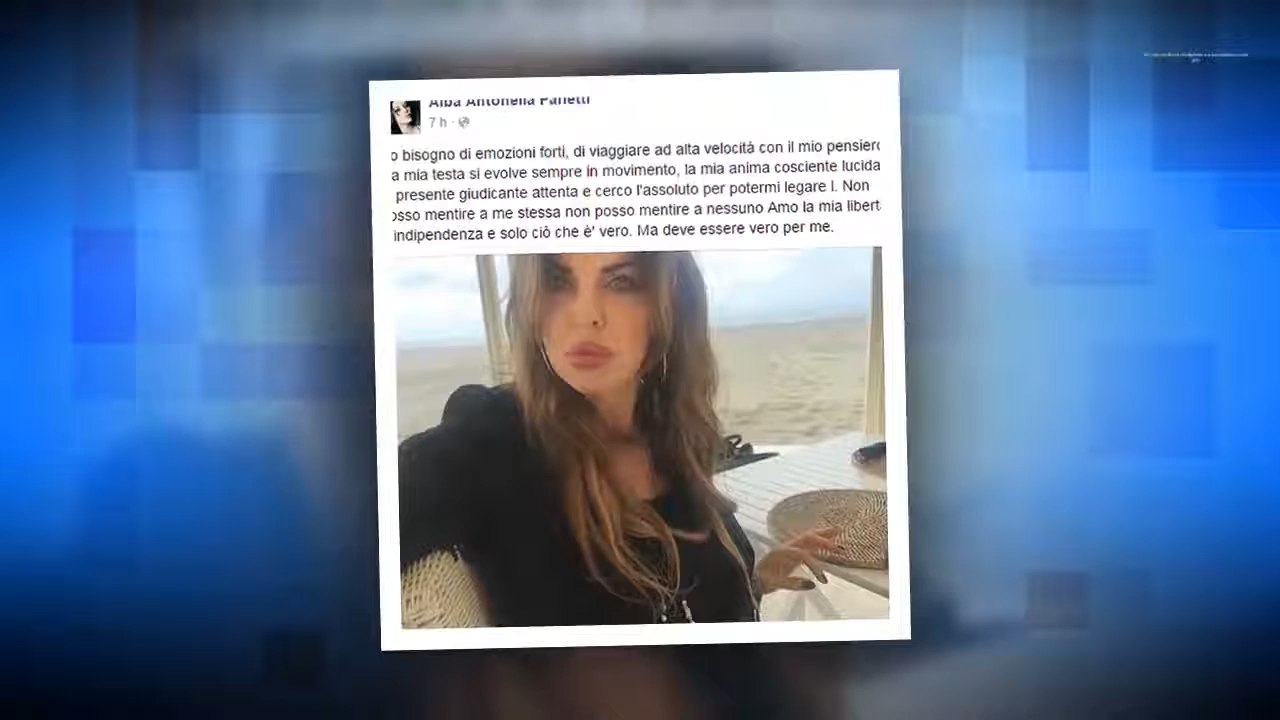 Alba Antonella Parietti
7 h
o bisogno di emozioni forti, di viaggiare ad alta velocità con il mio pensiero
a mia testa si evolve sempre in movimento, la mia anima cosciente lucida
presente giudicante attenta e cerco l'assoluto per potermi legare l. Non
osso mentire a me stessa non posso mentire a nessuno Amo la mia libert
indipendenza e solo ciò che è' vero. Ma deve essere vero per me.